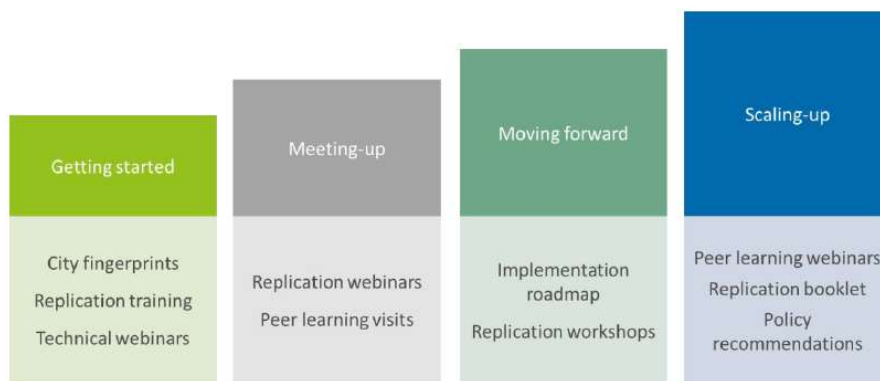 Getting started
City fingerprints
Replication training
Technical webinars
Meeting-up
Replication webinars
Peer learning visits
Moving forward
Implementation
roadmap
Replication workshops
Scaling-up
Peer learning webinars
Replication booklet
Policy
recommendations